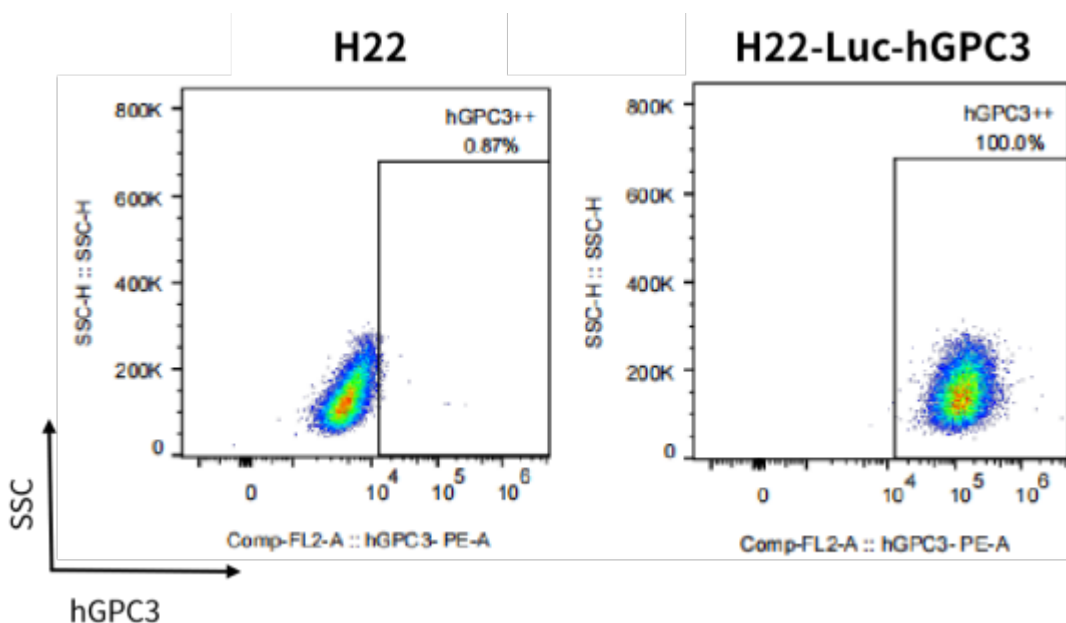 H22
H22-Luc-hGPC3
800K
hGPC3++
0.87%
600K
400K
200K
0
SSC-H :: SSC-H
0
10^4
10^5
10^6
Comp-FL2-A :: hGPC3- PE-A
800K
hGPC3++
100.0%
600K
400K
200K
0
SSC-H :: SSC-H
0
10^4
10^5
10^6
Comp-FL2-A :: hGPC3- PE-A
SSC
hGPC3